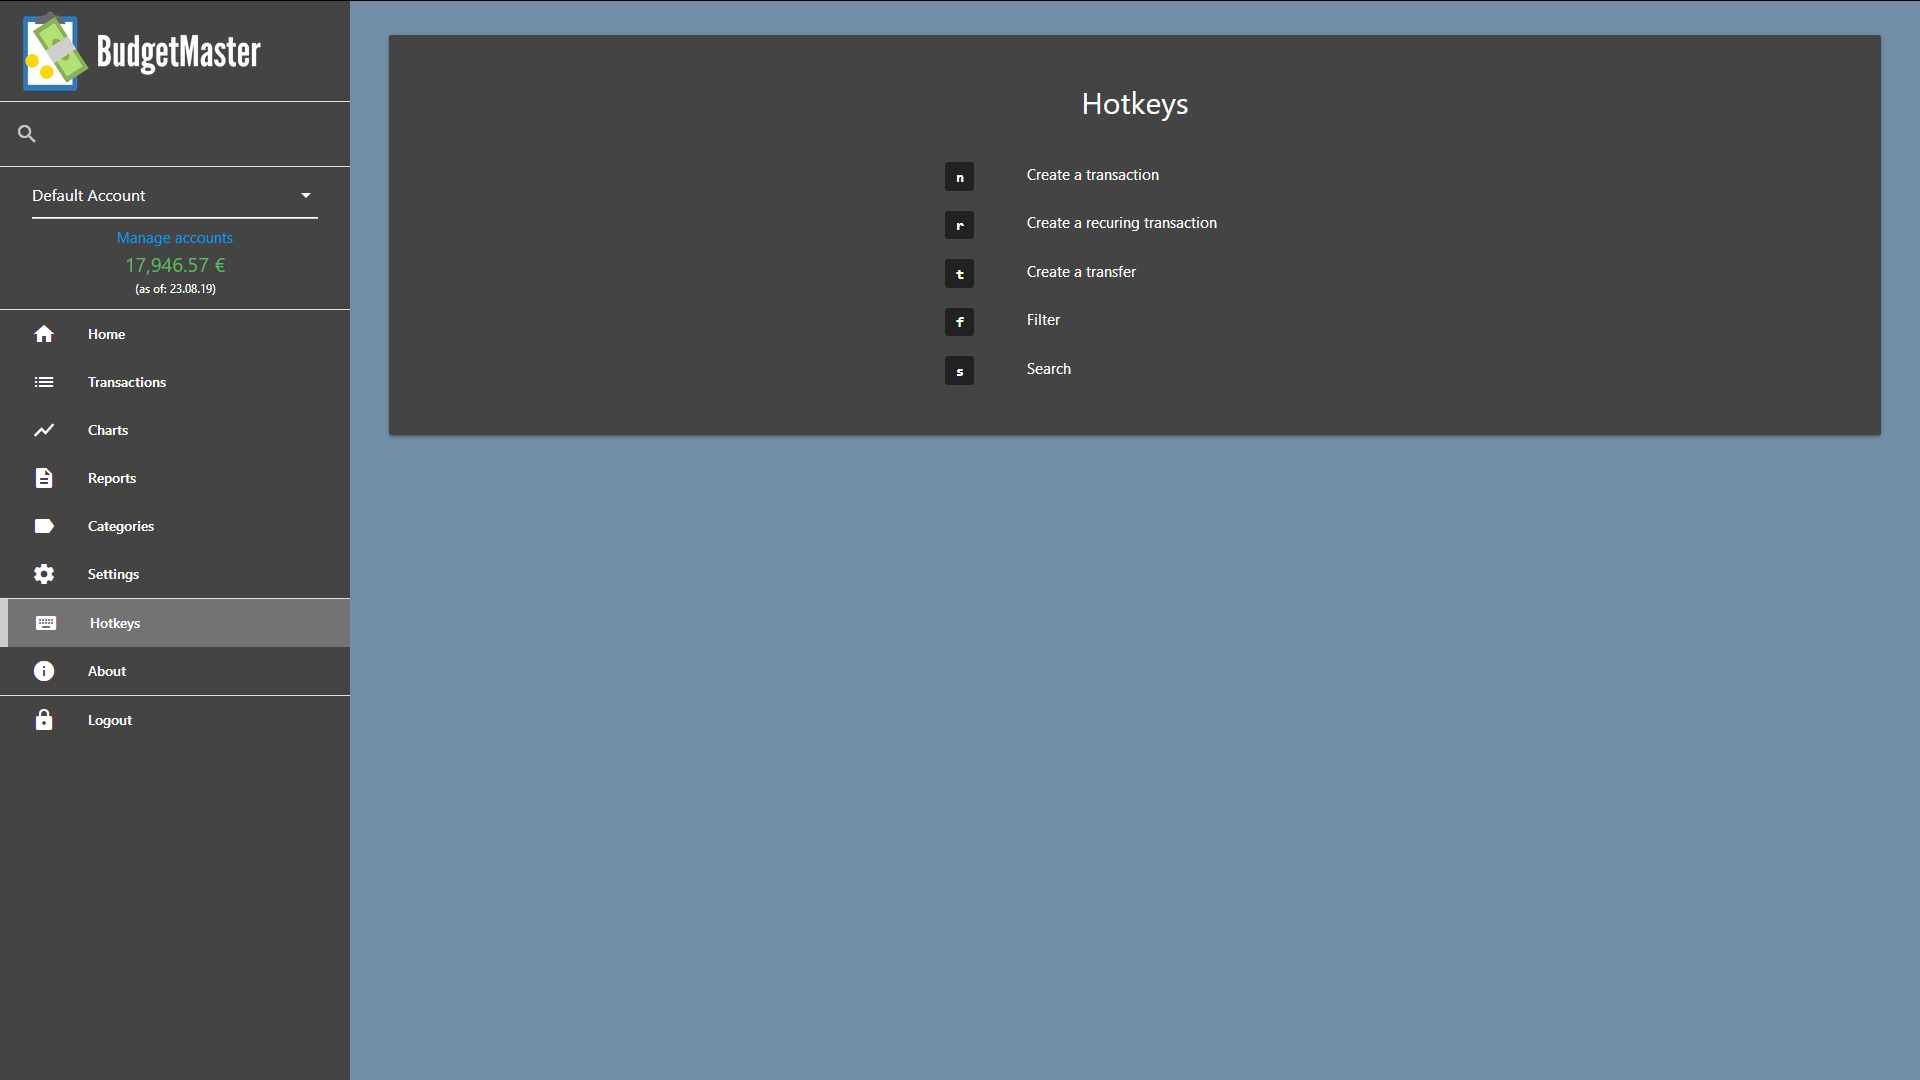 BudgetMaster
Default Account
Manage accounts
17,946.57 €
(as of: 23.08.19)
Home
Transactions
Charts
Reports
Categories
Settings
Hotkeys
About
Logout
Hotkeys
n Create a transaction
r Create a recuring transaction
t Create a transfer
f Filter
s Search